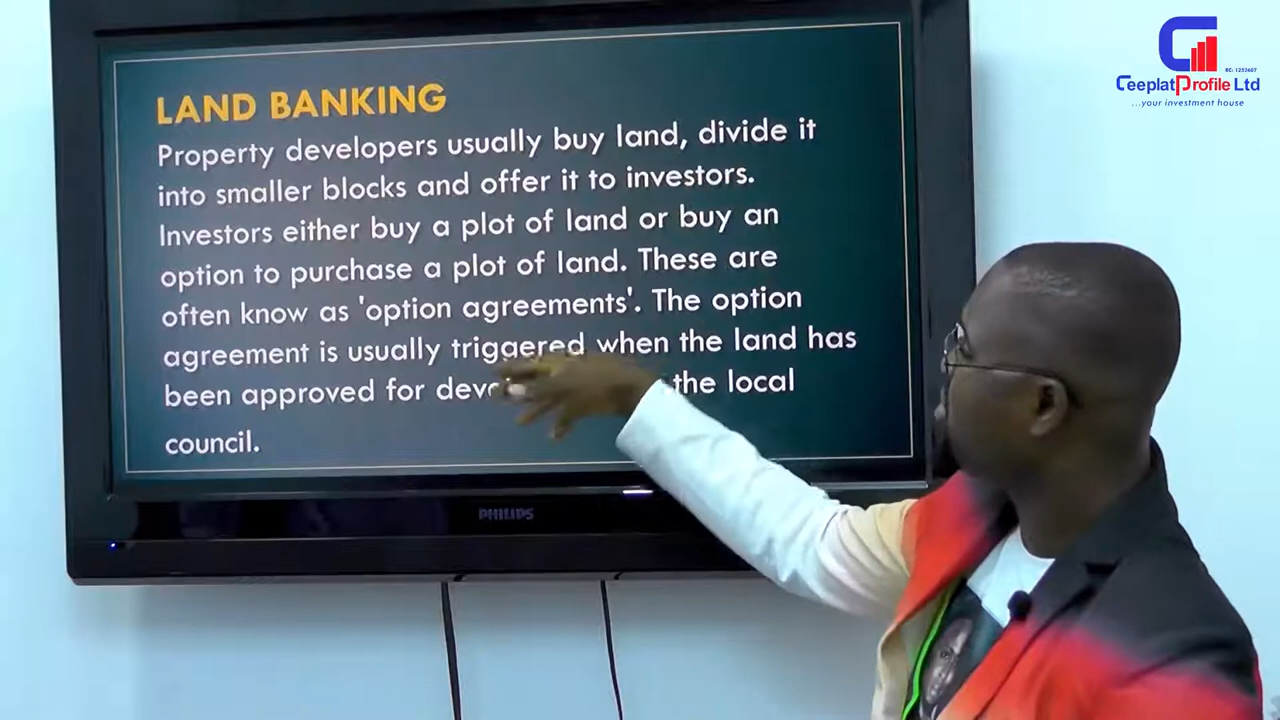 LAND BANKING
Property developers usually buy land, divide it
into smaller blocks and offer it to investors.
Investors either buy a plot of land or buy an
option to purchase a plot of land. These are
often know as 'option agreements'. The option
agreement is usually triggered when the land has
been approved for the local
council.
PHILIPS
RC: 1252607
CeeplatProfile Ltd
...your investment house